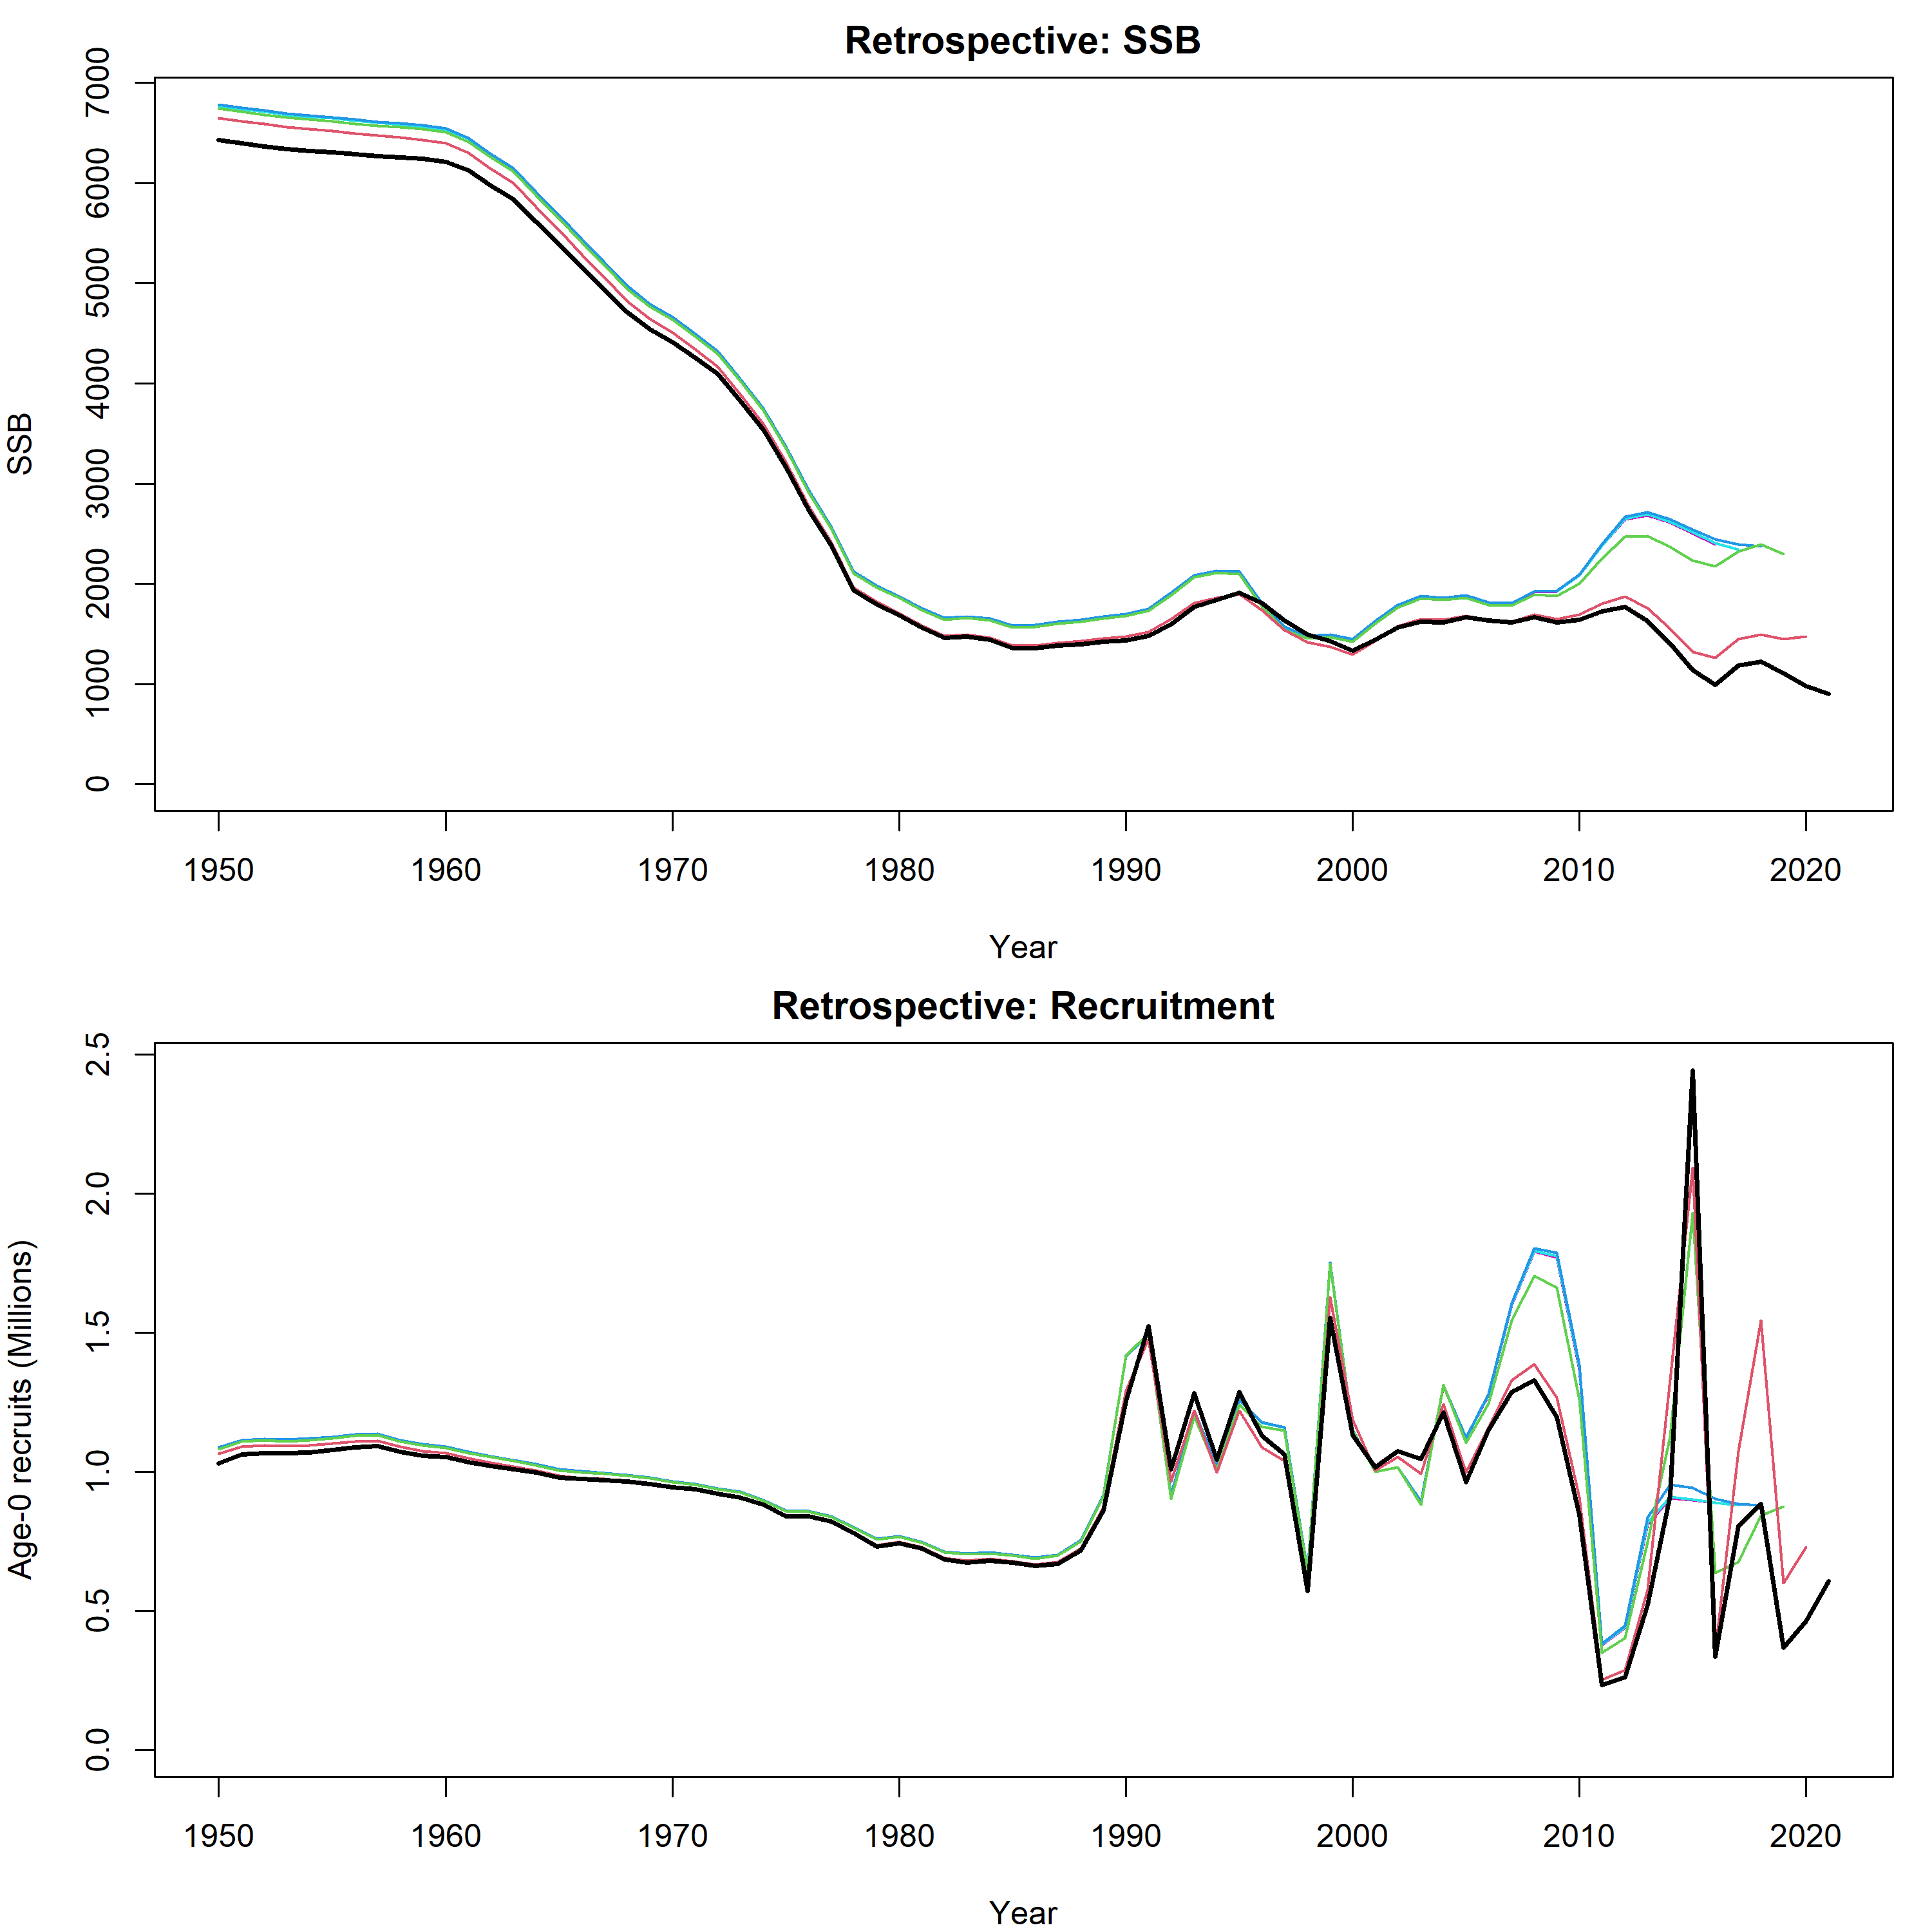 Retrospective: SSB
SSB
7000
6000
5000
4000
3000
2000
1000
0
1950 1960 1970 1980 1990 2000 2010 2020
Year
Retrospective: Recruitment
Age-0 recruits (Millions)
2.5
2.0
1.5
1.0
0.5
0.0
1950 1960 1970 1980 1990 2000 2010 2020
Year